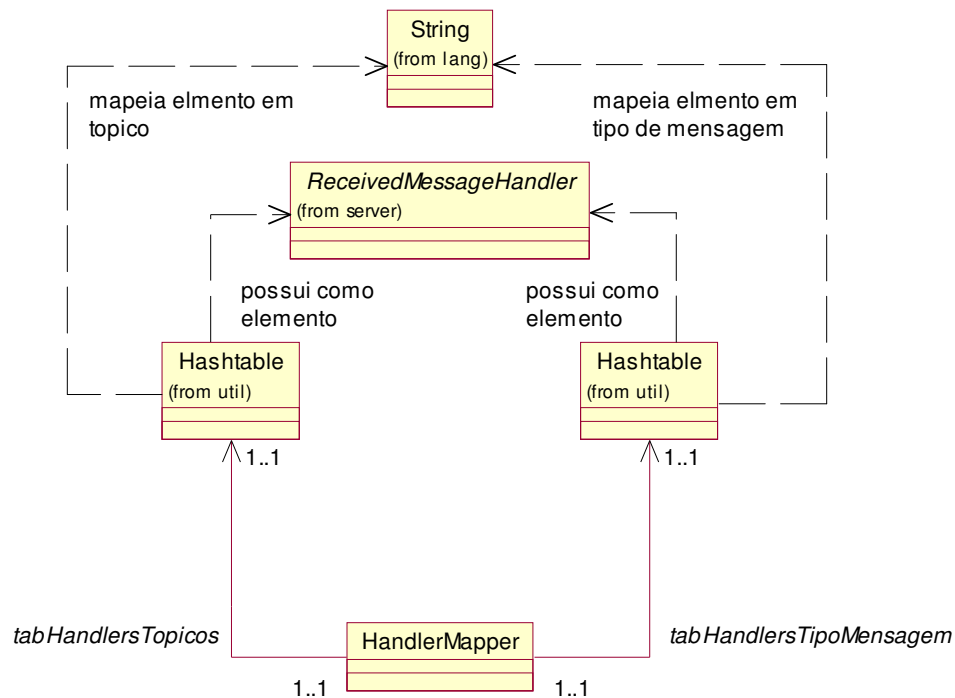 String
(from lang)
mapeia elmento em
topico
mapeia elmento em
tipo de mensagem
ReceivedMessageHandler
(from server)
possui como
elemento
possui como
elemento
Hashtable
(from util)
Hashtable
(from util)
1..1
1..1
tabHandlersTopicos
HandlerMapper
tabHandlersTipoMensagem
1..1
1..1